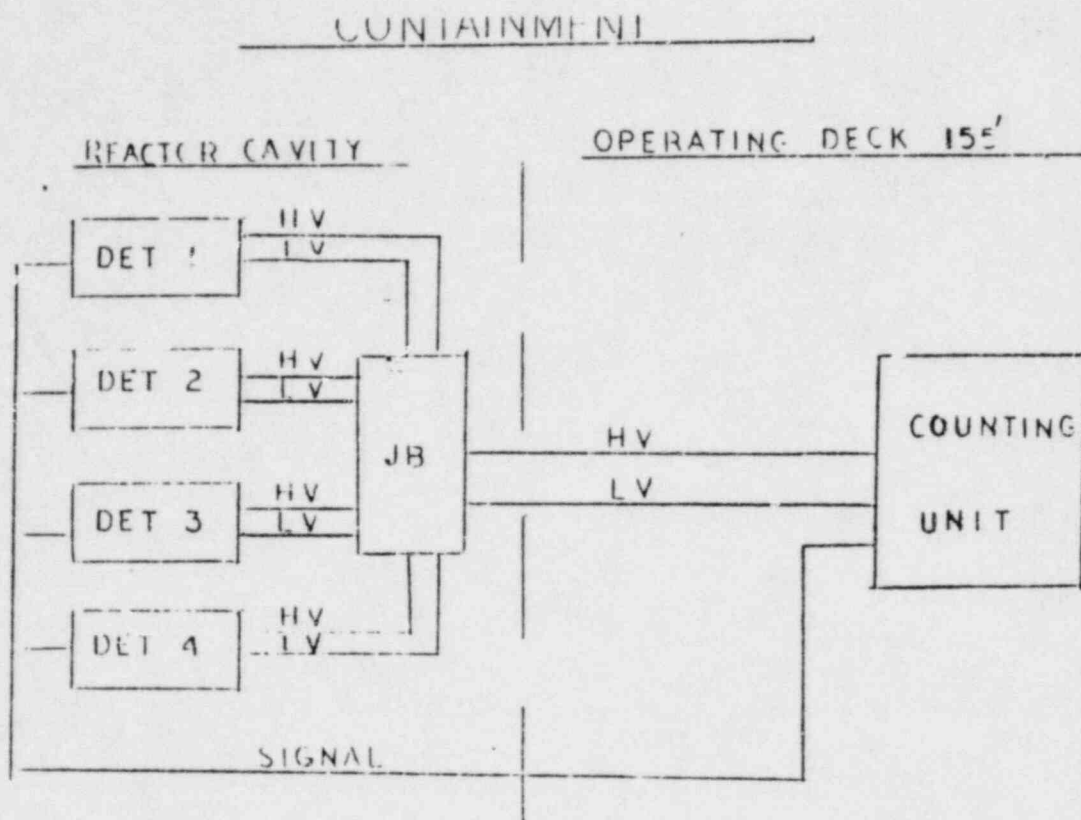 CONTAINMENT
REACTOR CAVITY
OPERATING DECK 155'
DET 1
HV
LV
DET 2
HV
LV
JB
HV
LV
COUNTING
UNIT
DET 3
HV
LV
DET 4
HV
LV
SIGNAL